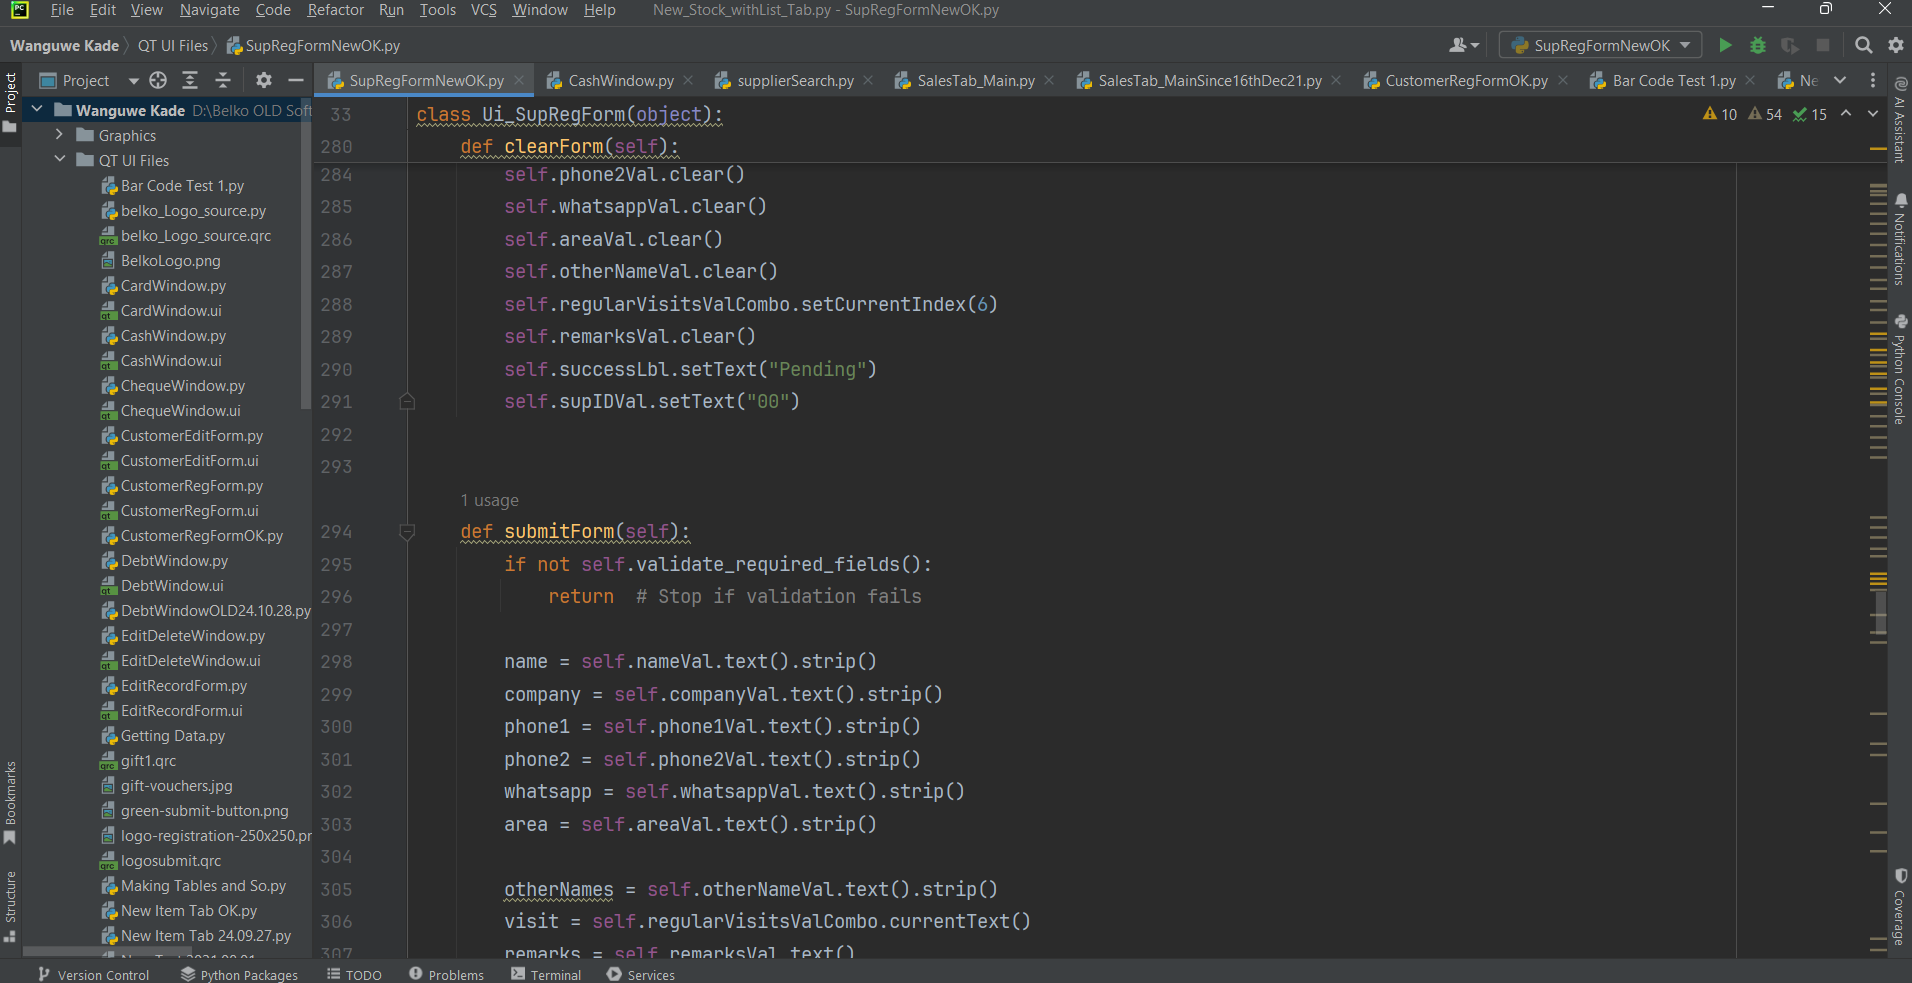 PC File Edit View Navigate Code Refactor Run Tools VCS Window Help New_Stock_withList_Tab.py - SupRegFormNewOK.py
Wanguwe Kade QT UI Files SupRegFormNewOK.py SupRegFormNewOK
Project SupRegFormNewOK.py CashWindow.py supplierSearch.py SalesTab_Main.py SalesTab_MainSince16thDec21.py CustomerRegFormOK.py Bar Code Test 1.py Ne
Project
Wanguwe Kade D:\Belko OLD Soft
Graphics
QT UI Files
Bar Code Test 1.py
belko_Logo_source.py
belko_Logo_source.qrc
BelkoLogo.png
CardWindow.py
CardWindow.ui
CashWindow.py
CashWindow.ui
ChequeWindow.py
ChequeWindow.ui
CustomerEditForm.py
CustomerEditForm.ui
CustomerRegForm.py
CustomerRegForm.ui
CustomerRegFormOK.py
DebtWindow.py
DebtWindow.ui
DebtWindowOLD24.10.28.py
EditDeleteWindow.py
EditDeleteWindow.ui
EditRecordForm.py
EditRecordForm.ui
Getting Data.py
gift1.qrc
gift-vouchers.jpg
green-submit-button.png
logo-registration-250x250.pr
logosubmit.qrc
Making Tables and So.py
New Item Tab OK.py
New Item Tab 24.09.27.py
Bookmarks
Structure
33 class Ui_SupRegForm(object):
10 54 15
280 def clearForm(self):
284 self.phone2Val.clear()
285 self.whatsappVal.clear()
286 self.areaVal.clear()
287 self.otherNameVal.clear()
288 self.regularVisitsValCombo.setCurrentIndex(6)
289 self.remarksVal.clear()
290 self.successLbl.setText("Pending")
291 self.supIDVal.setText("00")
292
293
1 usage
294 def submitForm(self):
295 if not self.validate_required_fields():
296 return # Stop if validation fails
297
298 name = self.nameVal.text().strip()
299 company = self.companyVal.text().strip()
300 phone1 = self.phone1Val.text().strip()
301 phone2 = self.phone2Val.text().strip()
302 whatsapp = self.whatsappVal.text().strip()
303 area = self.areaVal.text().strip()
304
305 otherNames = self.otherNameVal.text().strip()
306 visit = self.regularVisitsValCombo.currentText()
307 remarks = self.remarksVal.text()
AI Assistant
Notifications
Python Console
Coverage
Version Control Python Packages TODO Problems Terminal Services